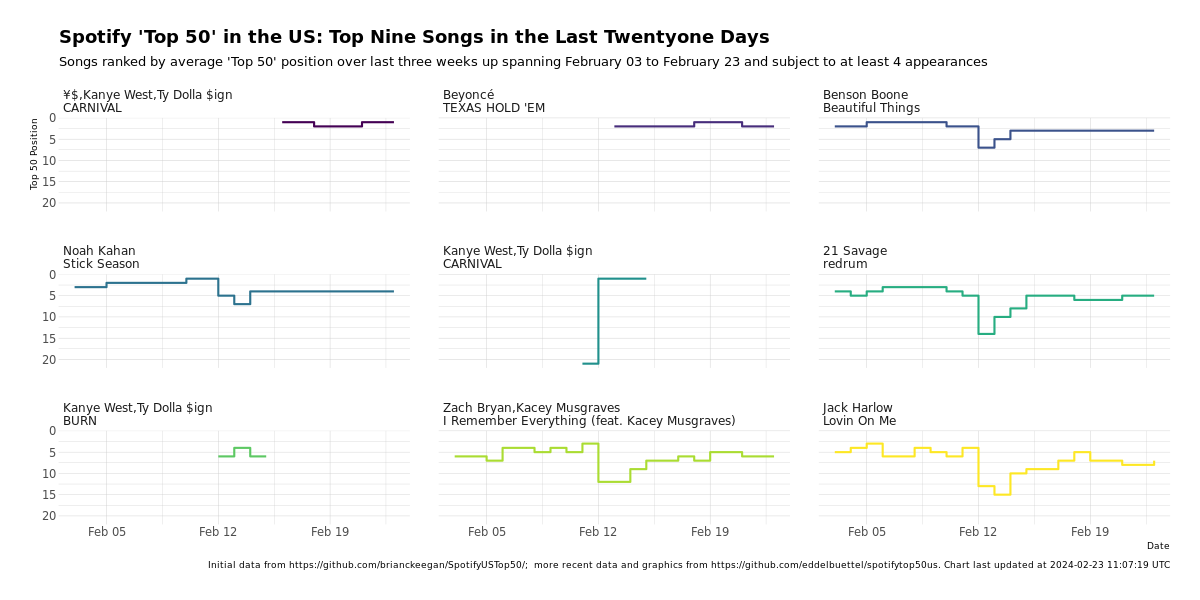 Spotify 'Top 50' in the US: Top Nine Songs in the Last Twentyone Days
Songs ranked by average 'Top 50' position over last three weeks up spanning February 03 to February 23 and subject to at least 4 appearances
¥$,Kanye West,Ty Dolla $ign
CARNIVAL
Beyoncé
TEXAS HOLD 'EM
Benson Boone
Beautiful Things
Top 50 Position
0
5
10
15
20
Noah Kahan
Stick Season
Kanye West,Ty Dolla $ign
CARNIVAL
21 Savage
redrum
0
5
10
15
20
Kanye West,Ty Dolla $ign
BURN
Zach Bryan,Kacey Musgraves
I Remember Everything (feat. Kacey Musgraves)
Jack Harlow
Lovin On Me
0
5
10
15
20
Feb 05 Feb 12 Feb 19
Feb 05 Feb 12 Feb 19
Feb 05 Feb 12 Feb 19
Date
Initial data from https://github.com/brianckeegan/SpotifyUSTop50/;  more recent data and graphics from https://github.com/eddelbuettel/spotifytop50us. Chart last updated at 2024-02-23 11:07:19 UTC